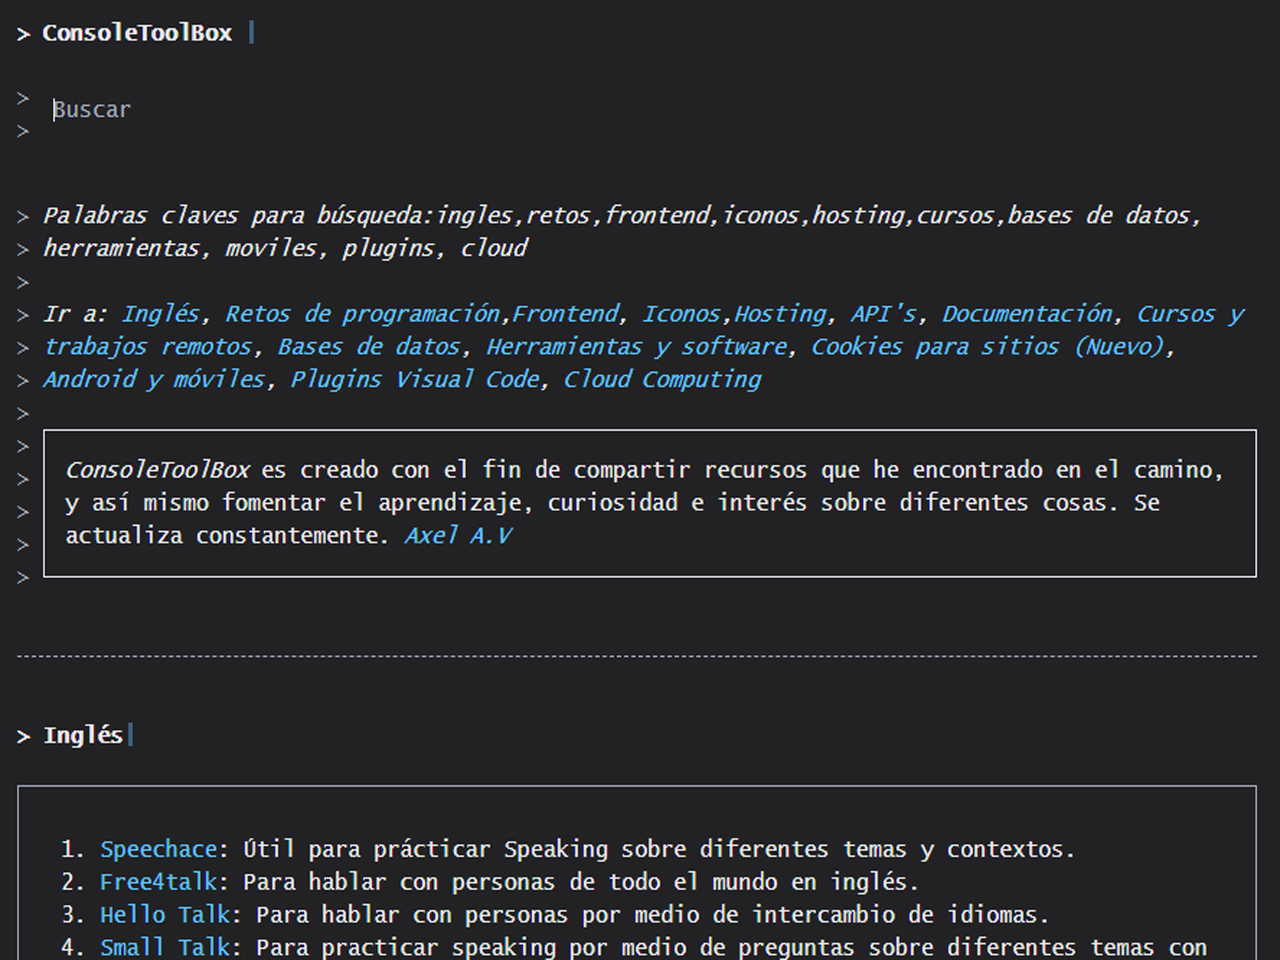 > ConsoleToolBox
>
Buscar
>
> Palabras claves para búsqueda:ingles,retos,frontend,iconos,hosting,cursos,bases de datos,
> herramientas, moviles, plugins, cloud
>
> Ir a: Inglés, Retos de programación,Frontend, Iconos,Hosting, API's, Documentación, Cursos y
> trabajos remotos, Bases de datos, Herramientas y software, Cookies para sitios (Nuevo),
> Android y móviles, Plugins Visual Code, Cloud Computing
>
>
> ConsoleToolBox es creado con el fin de compartir recursos que he encontrado en el camino,
> y así mismo fomentar el aprendizaje, curiosidad e interés sobre diferentes cosas. Se
> actualiza constantemente. Axel A.V
>
> Inglés
1. Speechace: Útil para prácticar Speaking sobre diferentes temas y contextos.
2. Free4talk: Para hablar con personas de todo el mundo en inglés.
3. Hello Talk: Para hablar con personas por medio de intercambio de idiomas.
4. Small Talk: Para practicar speaking por medio de preguntas sobre diferentes temas con